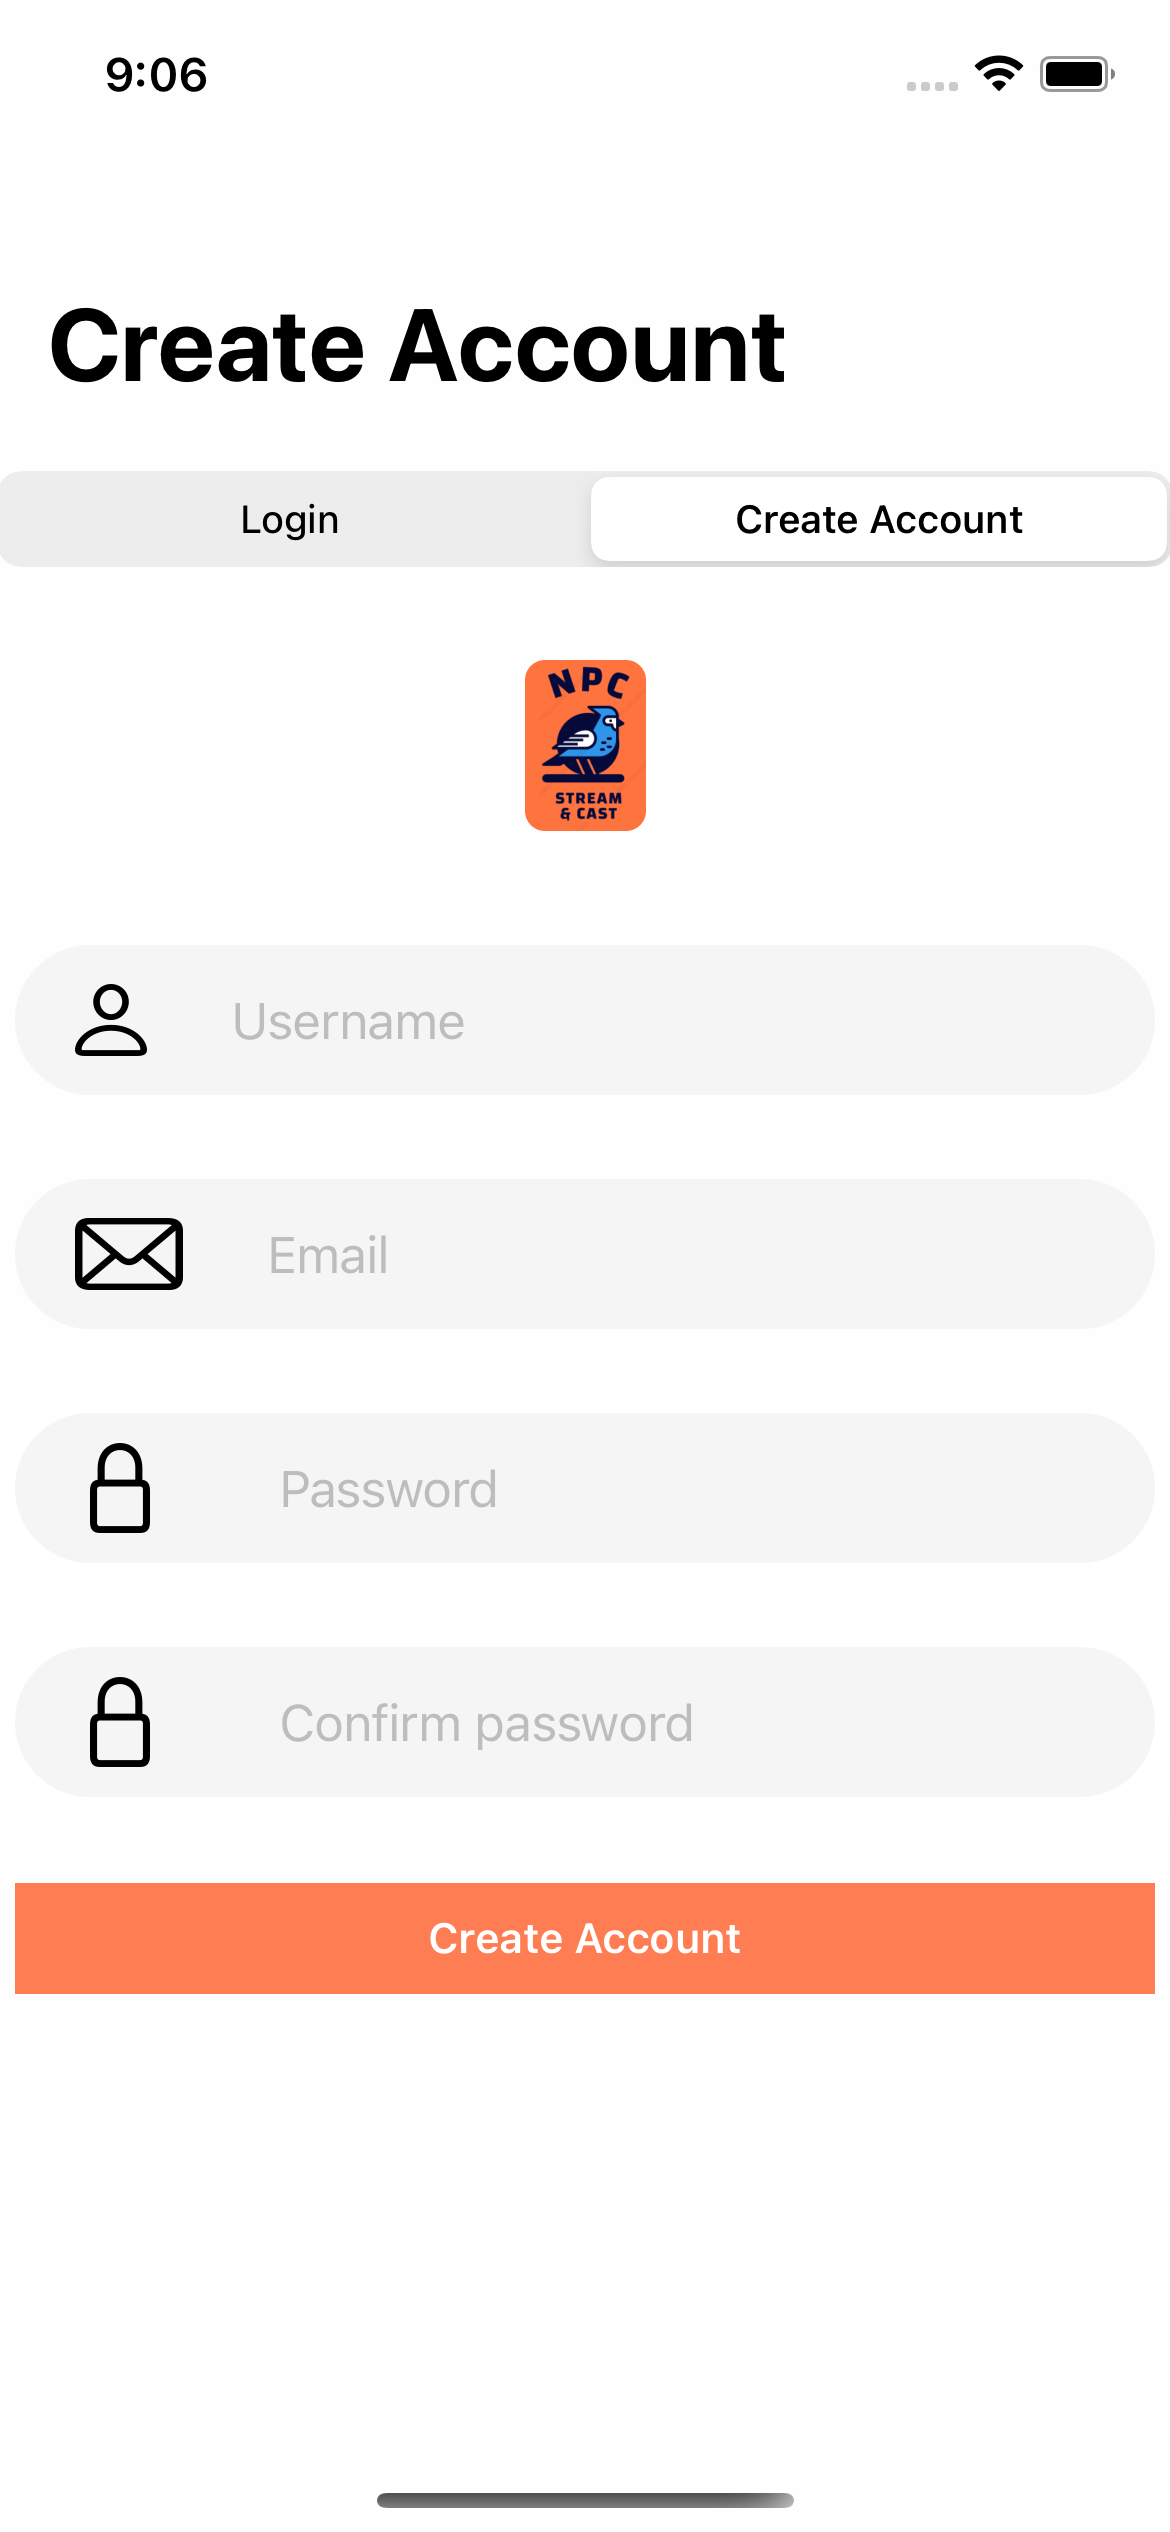 9:06
Create Account
Login
Create Account
NPC
STREAM
& CAST
Username
Email
Password
Confirm password
Create Account